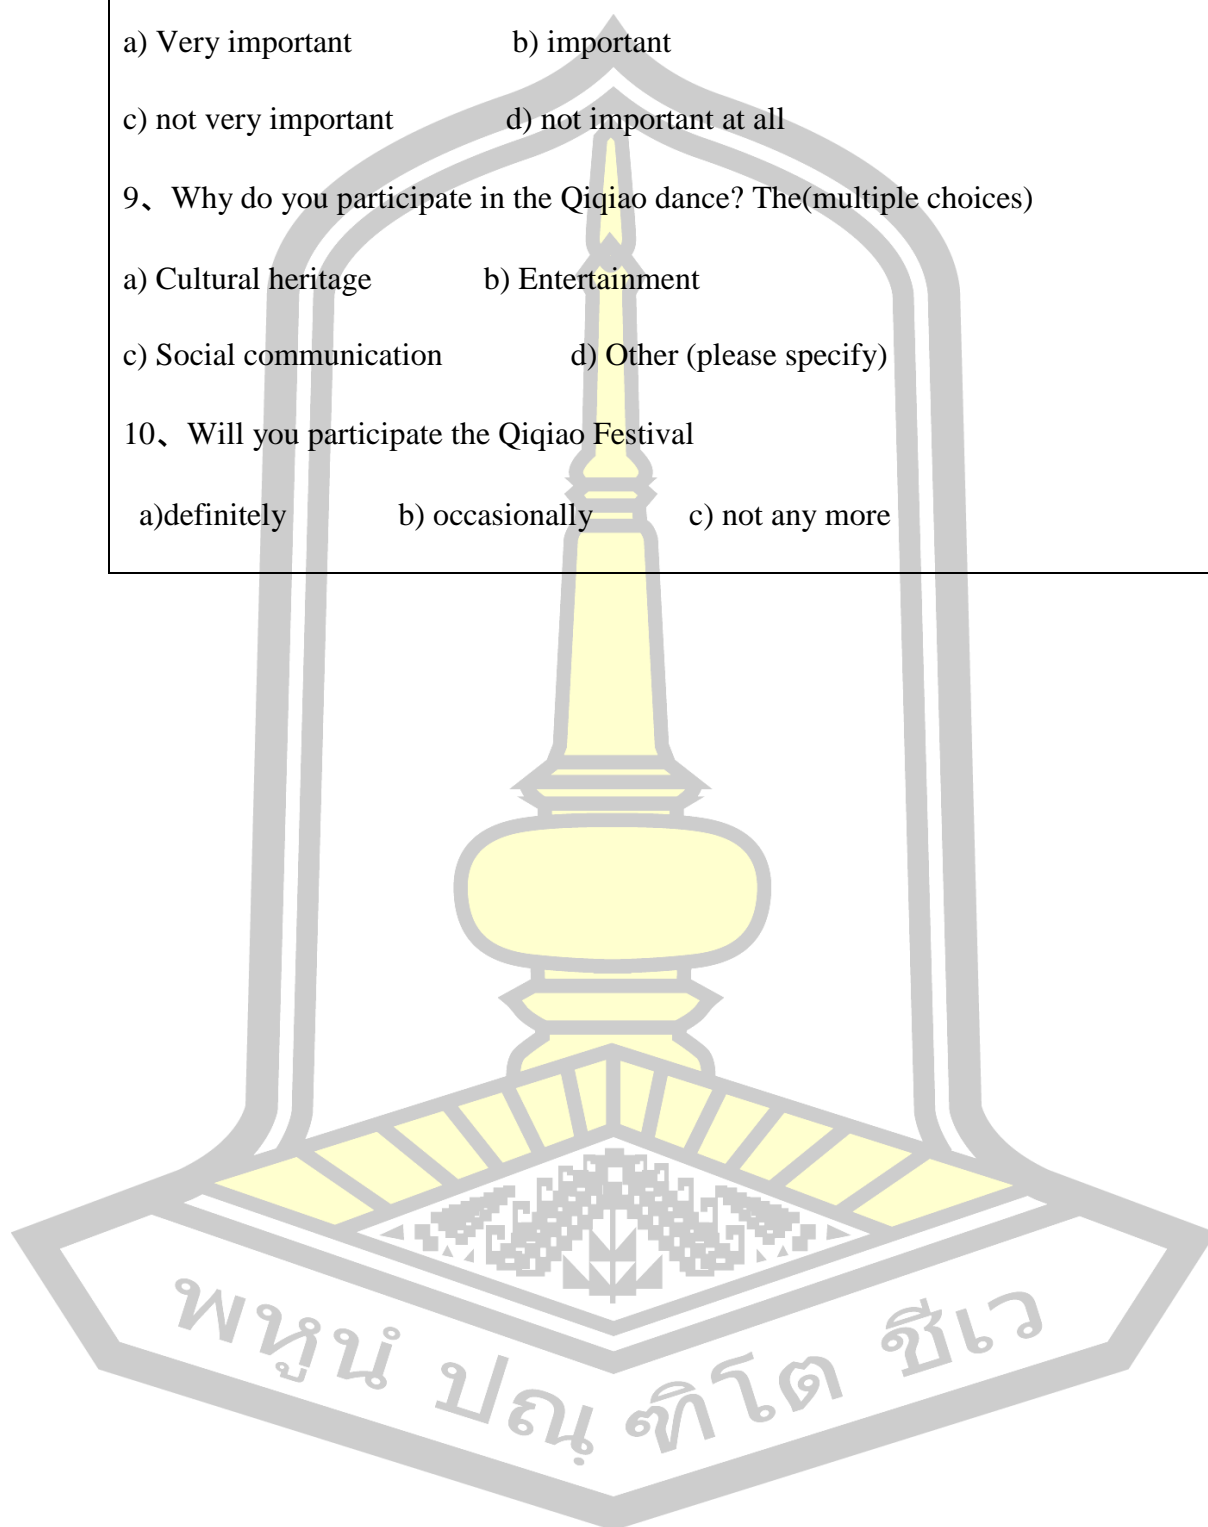 a) Very important b) important
c) not very important d) not important at all
9、Why do you participate in the Qiqiao dance? The(multiple choices)
a) Cultural heritage b) Entertainment
c) Social communication d) Other (please specify)
10、Will you participate the Qiqiao Festival
a)definitely b) occasionally c) not any more
พหูนํ ปณฺฑิโต ชีเว